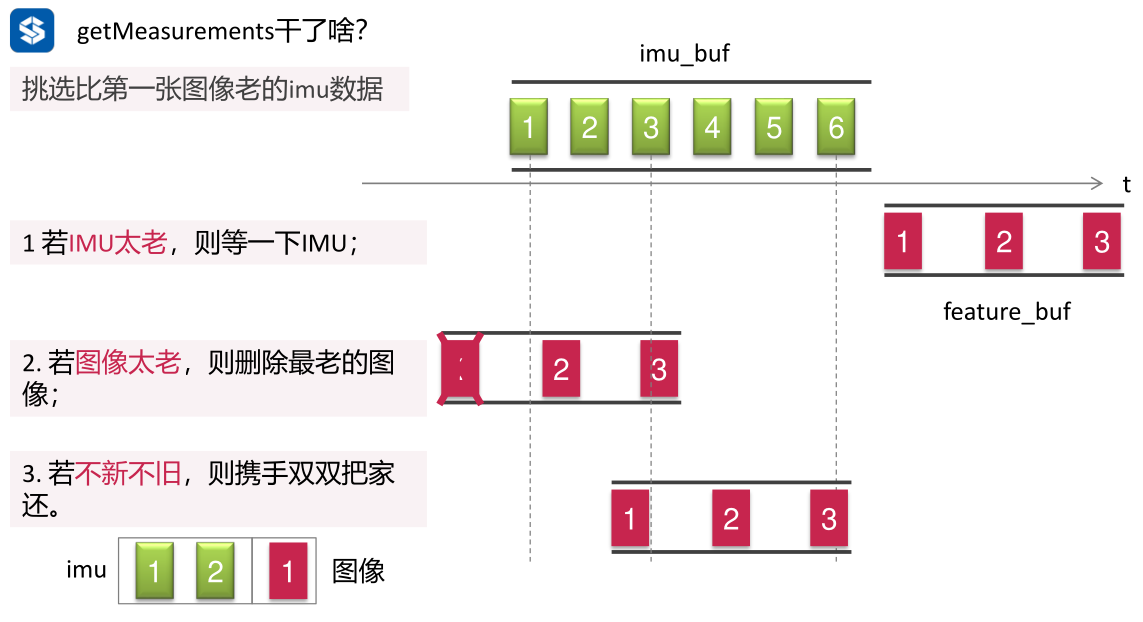 getMeasurements干了啥？
imu_buf
挑选比第一张图像老的imu数据
1 2 3 4 5 6
t
1 若IMU太老，则等一下IMU；
1 2 3
feature_buf
2. 若图像太老，则删除最老的图
像；
2 3
3. 若不新不旧，则携手双双把家
还。
1 2 3
imu 1 2 1 图像